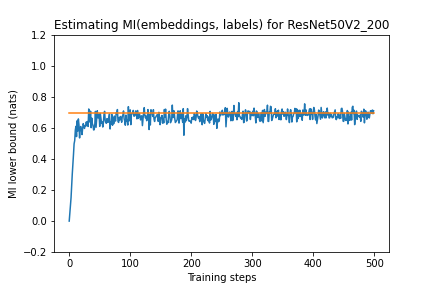 Estimating MI(embeddings, labels) for ResNet50V2_200
1.2
1.0
0.8
0.6
0.4
0.2
0.0
−0.2
MI lower bound (nats)
0 100 200 300 400 500
Training steps